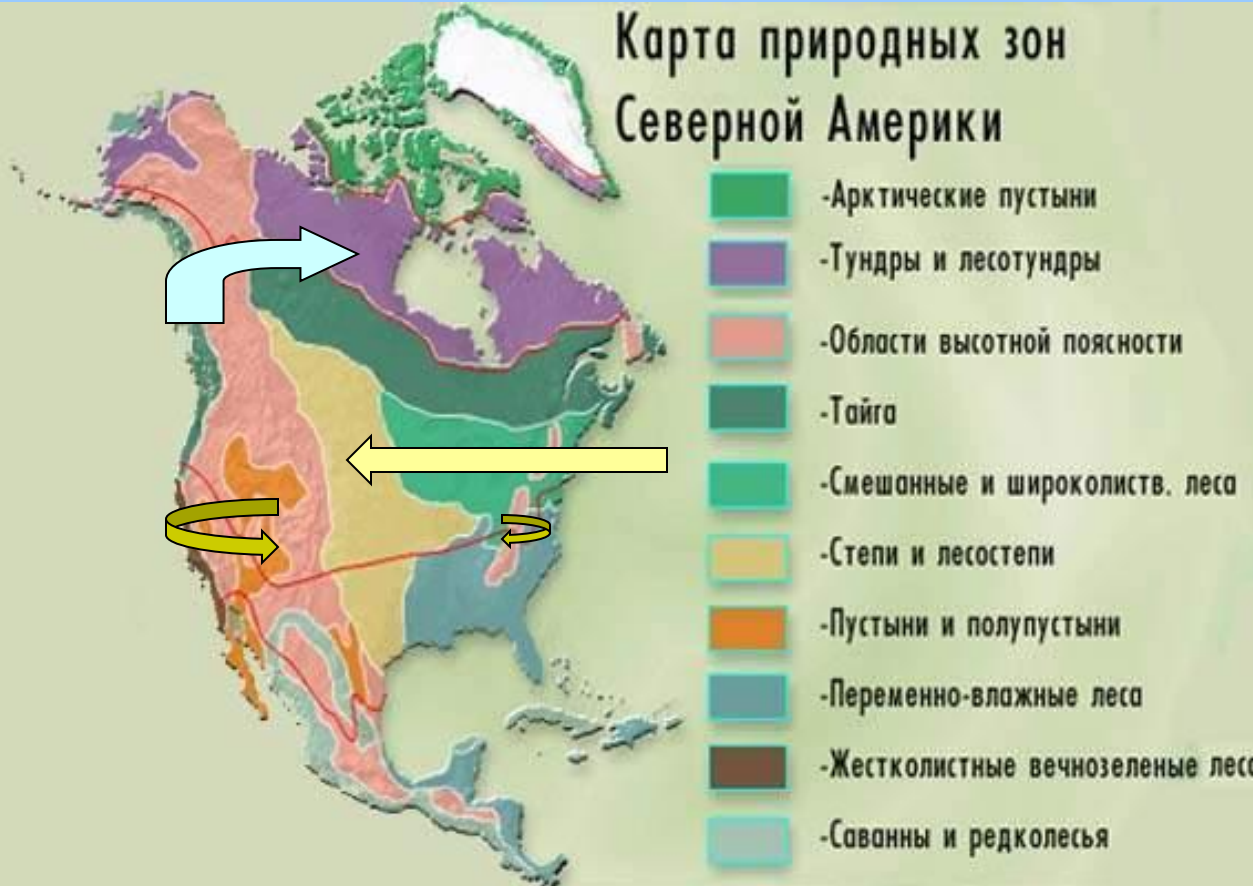 Карта природных зон
Северной Америки
-Арктические пустыни
-Тундры и лесотундры
-Области высотной поясности
-Тайга
-Смешанные и широколиств. леса
-Степи и лесостепи
-Пустыни и полупустыни
-Переменно-влажные леса
-Жестколистные вечнозеленые
-Саванны и редколесья